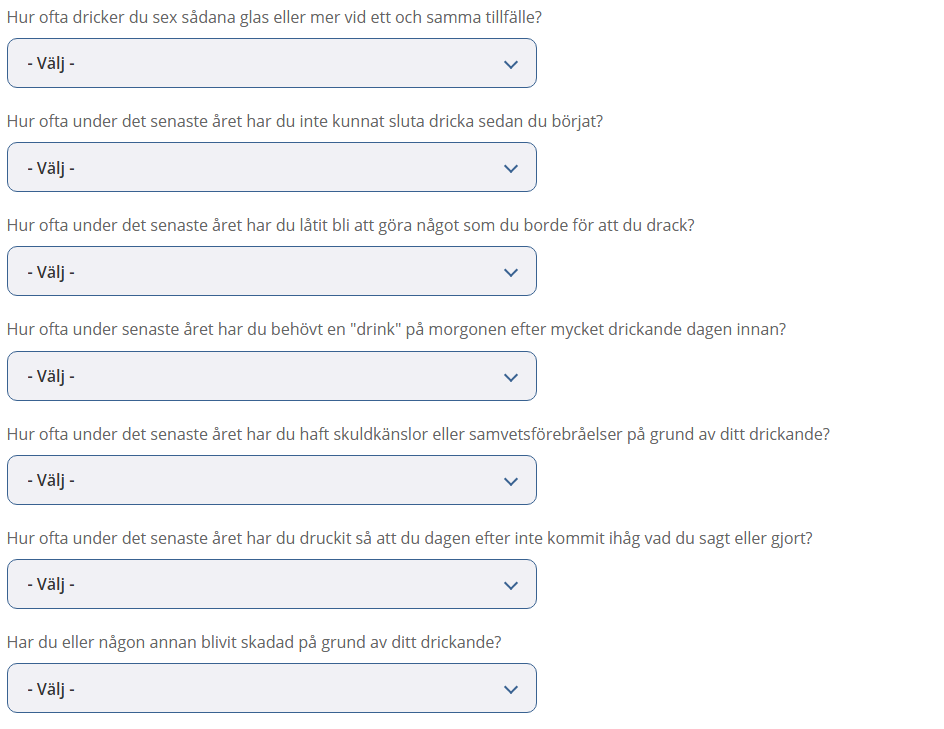 Hur ofta dricker du sex sådana glas eller mer vid ett och samma tillfälle?
- Välj -
Hur ofta under det senaste året har du inte kunnat sluta dricka sedan du börjat?
- Välj -
Hur ofta under det senaste året har du låtit bli att göra något som du borde för att du drack?
- Välj -
Hur ofta under senaste året har du behövt en "drink" på morgonen efter mycket drickande dagen innan?
- Välj -
Hur ofta under det senaste året har du haft skuldkänslor eller samvetsförebråelser på grund av ditt drickande?
- Välj -
Hur ofta under det senaste året har du druckit så att du dagen efter inte kommit ihåg vad du sagt eller gjort?
- Välj -
Har du eller någon annan blivit skadad på grund av ditt drickande?
- Välj -